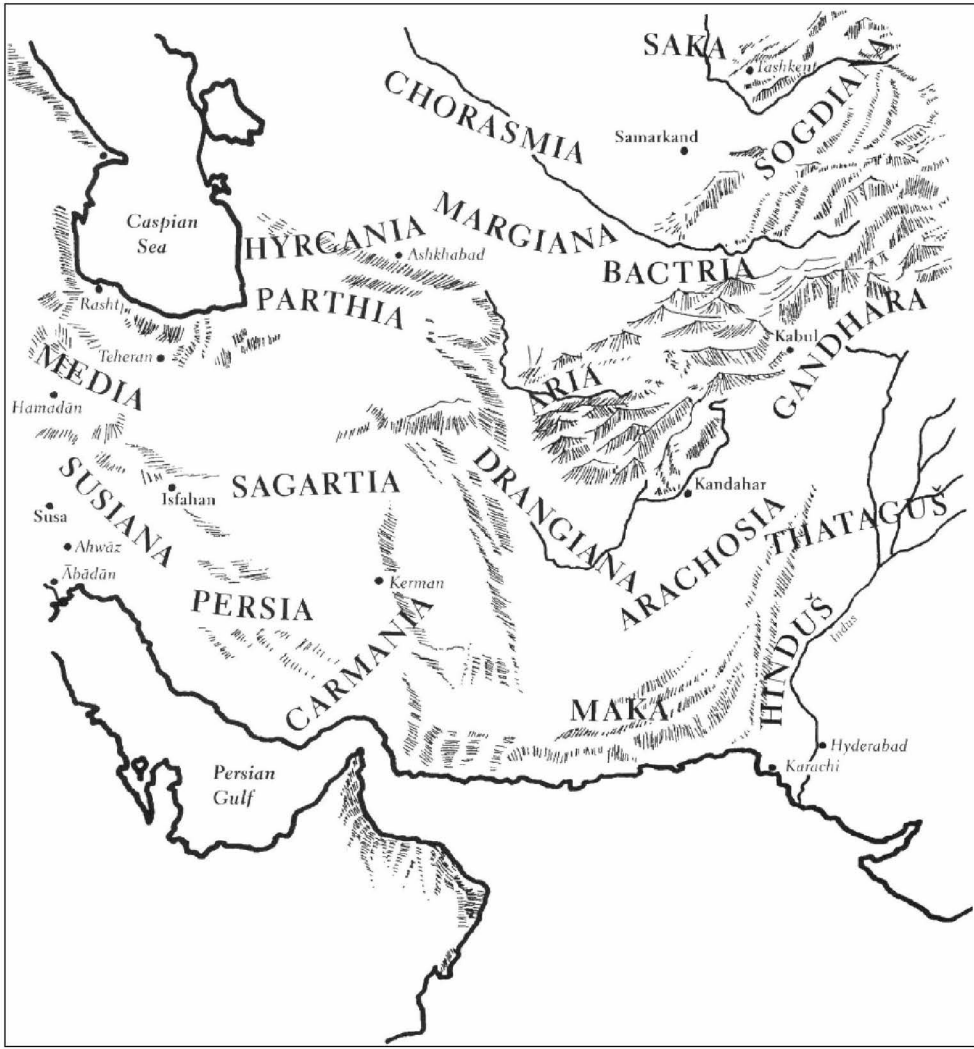 SAKA
Tashkent
CHORASMIA
SOGDIANA
Samarkand
Caspian
Sea
HYRCANIA
MARGIANA
Ashkhabad
BACTRIA
Rasht
PARTHIA
Teheran
Kabul
GANDHARA
MEDIA
ARIA
Hamadān
SUSIANA
Isfahan
SAGARTIA
DRANGIANA
Kandahar
Susa
ARACHOSIA
THATAGUŠ
Ahwāz
Ābādān
Kerman
PERSIA
CARMANIA
HINDUŠ
Indus
MAKA
Hyderabad
Karachi
Persian
Gulf